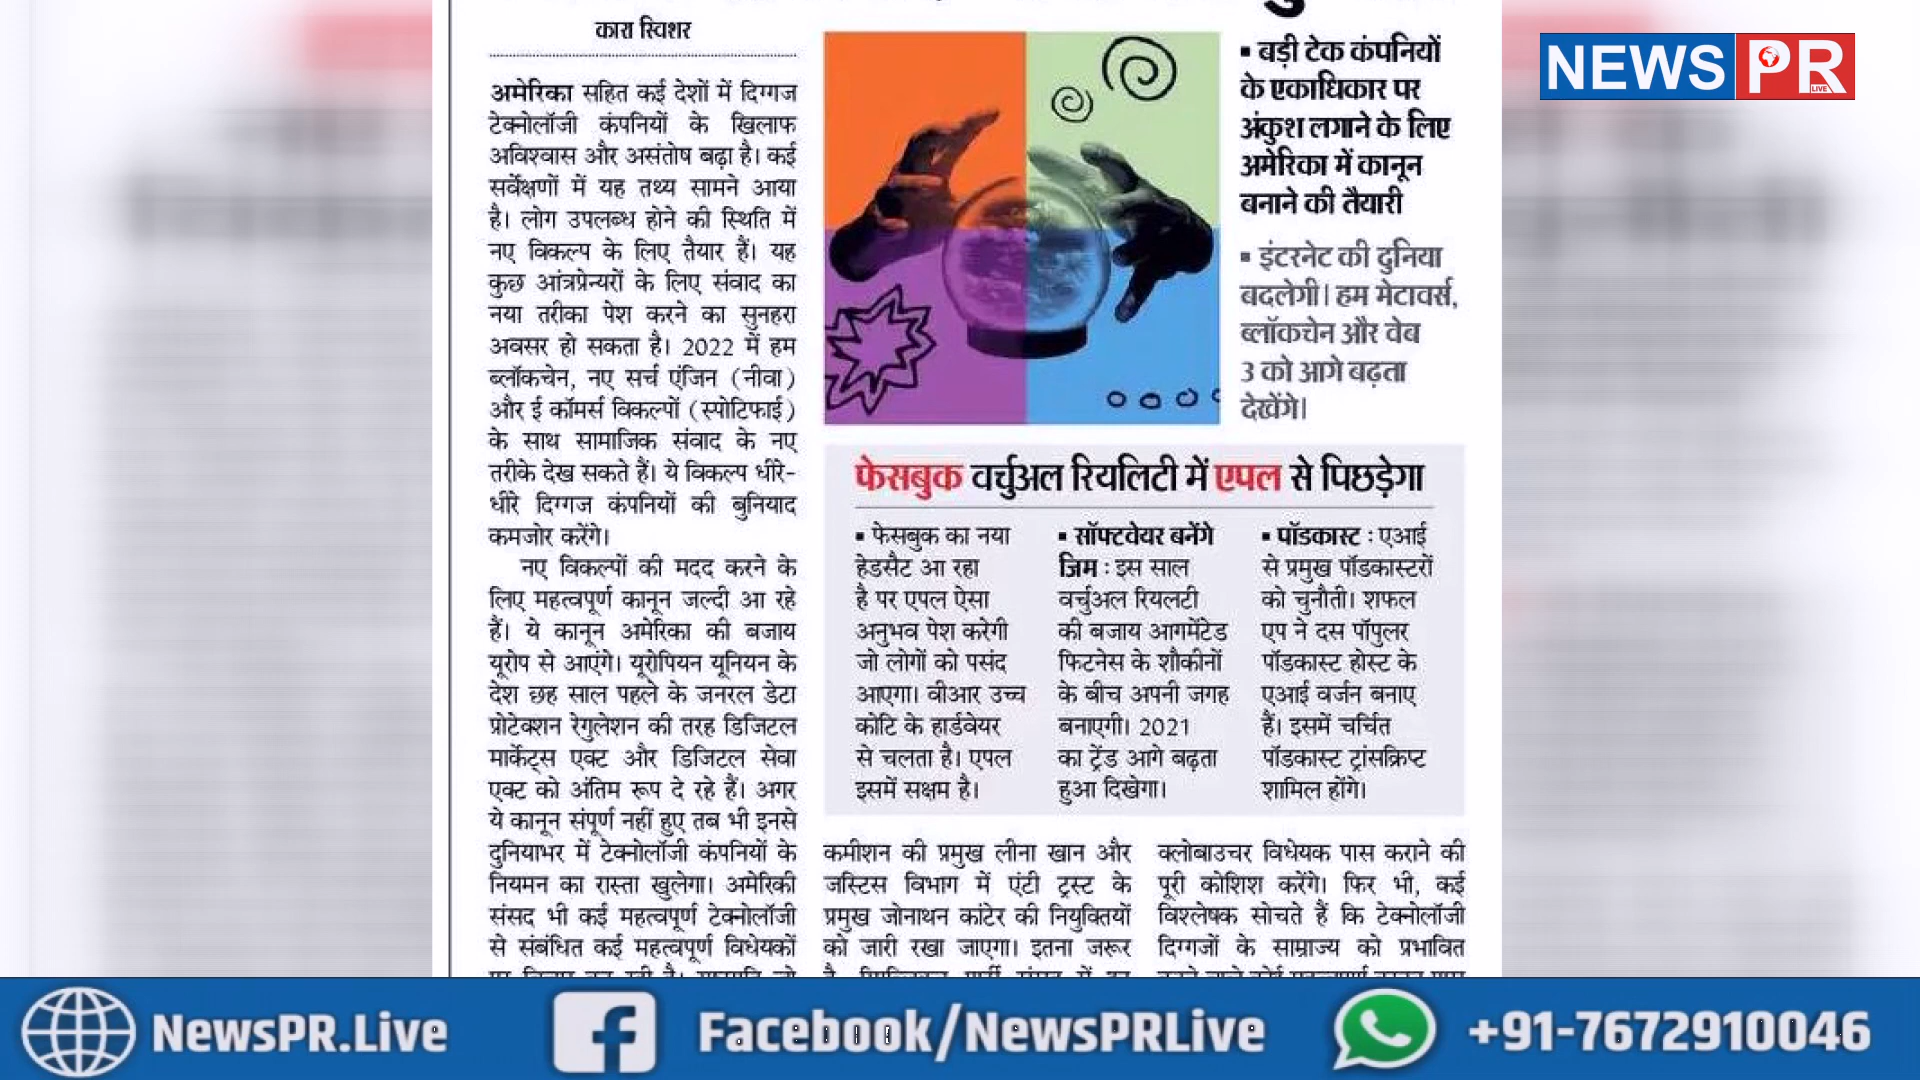 कारा स्विशर
अमेरिका सहित कई देशों में दिग्गज
टेक्नोलॉजी कंपनियों के खिलाफ
अविश्वास और असंतोष बढ़ा है। कई
सर्वेक्षणों में यह तथ्य सामने आया
है। लोग उपलब्ध होने की स्थिति में
नए विकल्प के लिए तैयार हैं। यह
कुछ आंत्रप्रेन्यरों के लिए संवाद का
नया तरीका पेश करने का सुनहरा
अवसर हो सकता है। 2022 में हम
ब्लॉकचेन, नए सर्च एंजिन (नीवा)
और ई कॉमर्स विकल्पों (स्पोटिफाई)
के साथ सामाजिक संवाद के नए
तरीके देख सकते हैं। ये विकल्प धीरे-
धीरे दिग्गज कंपनियों की बुनियाद
कमजोर करेंगे।
नए विकल्पों की मदद करने के
लिए महत्वपूर्ण कानून जल्दी आ रहे
हैं। ये कानून अमेरिका की बजाय
यूरोप से आएंगे। यूरोपियन यूनियन के
देश छह साल पहले के जनरल डेटा
प्रोटेक्शन रेगुलेशन की तरह डिजिटल
मार्केट्स एक्ट और डिजिटल सेवा
एक्ट को अंतिम रूप दे रहे हैं। अगर
ये कानून संपूर्ण नहीं हुए तब भी इनसे
दुनियाभर में टेक्नोलॉजी कंपनियों के
नियमन का रास्ता खुलेगा। अमेरिकी
संसद भी कई महत्वपूर्ण टेक्नोलॉजी
से संबंधित कई महत्वपूर्ण विधेयकों
▪ बड़ी टेक कंपनियों
के एकाधिकार पर
अंकुश लगाने के लिए
अमेरिका में कानून
बनाने की तैयारी
▪ इंटरनेट की दुनिया
बदलेगी। हम मेटावर्स,
ब्लॉकचेन और वेब
3 को आगे बढ़ता
देखेंगे।
फेसबुक वर्चुअल रियलिटी में एपल से पिछड़ेगा
▪ फेसबुक का नया
हेडसैट आ रहा
है पर एपल ऐसा
अनुभव पेश करेगी
जो लोगों को पसंद
आएगा। वीआर उच्च
कोटि के हार्डवेयर
से चलता है। एपल
इसमें सक्षम है।
▪ सॉफ्टवेयर बनेंगे
जिम : इस साल
वर्चुअल रियलटी
की बजाय आगमेंटेड
फिटनेस के शौकीनों
के बीच अपनी जगह
बनाएगी। 2021
का ट्रेंड आगे बढ़ता
हुआ दिखेगा।
▪ पॉडकास्ट : एआई
से प्रमुख पॉडकास्टरों
को चुनौती। शफल
एप ने दस पॉपुलर
पॉडकास्ट होस्ट के
एआई वर्जन बनाए
हैं। इसमें चर्चित
पॉडकास्ट ट्रांसक्रिप्ट
शामिल होंगे।
कमीशन की प्रमुख लीना खान और
जस्टिस विभाग में एंटी ट्रस्ट के
प्रमुख जोनाथन कांटेर की नियुक्तियों
को जारी रखा जाएगा। इतना जरूर
क्लोबाउचर विधेयक पास कराने की
पूरी कोशिश करेंगे। फिर भी, कई
विश्लेषक सोचते हैं कि टेक्नोलॉजी
दिग्गजों के साम्राज्य को प्रभावित
NEWS PR LIVE
NewsPR.Live
Facebook/NewsPRLive
+91-7672910046